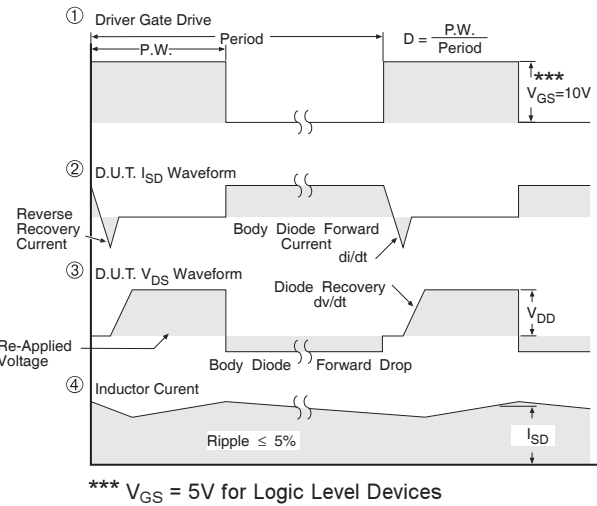 ① Driver Gate Drive
P.W.
Period
D = P.W.
Period
***
VGS=10V
② D.U.T. ISD Waveform
Reverse
Recovery
Current
Body Diode Forward
Current
di/dt
③ D.U.T. VDS Waveform
Diode Recovery
dv/dt
VDD
Re-Applied
Voltage
Body Diode Forward Drop
④ Inductor Curent
Ripple ≤ 5%
ISD
*** VGS = 5V for Logic Level Devices